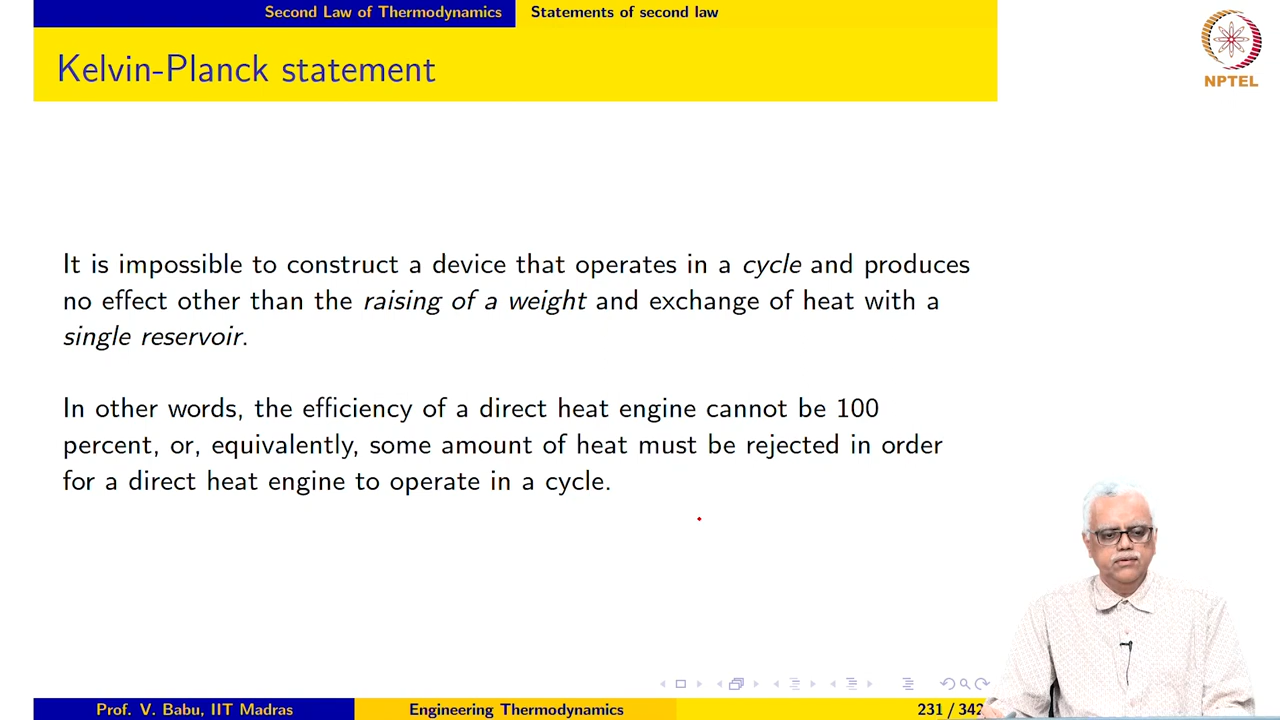 Second Law of Thermodynamics Statements of second law
Kelvin-Planck statement
NPTEL
It is impossible to construct a device that operates in a cycle and produces
no effect other than the raising of a weight and exchange of heat with a
single reservoir.
In other words, the efficiency of a direct heat engine cannot be 100
percent, or, equivalently, some amount of heat must be rejected in order
for a direct heat engine to operate in a cycle.
Prof. V. Babu, IIT Madras Engineering Thermodynamics 231 / 342